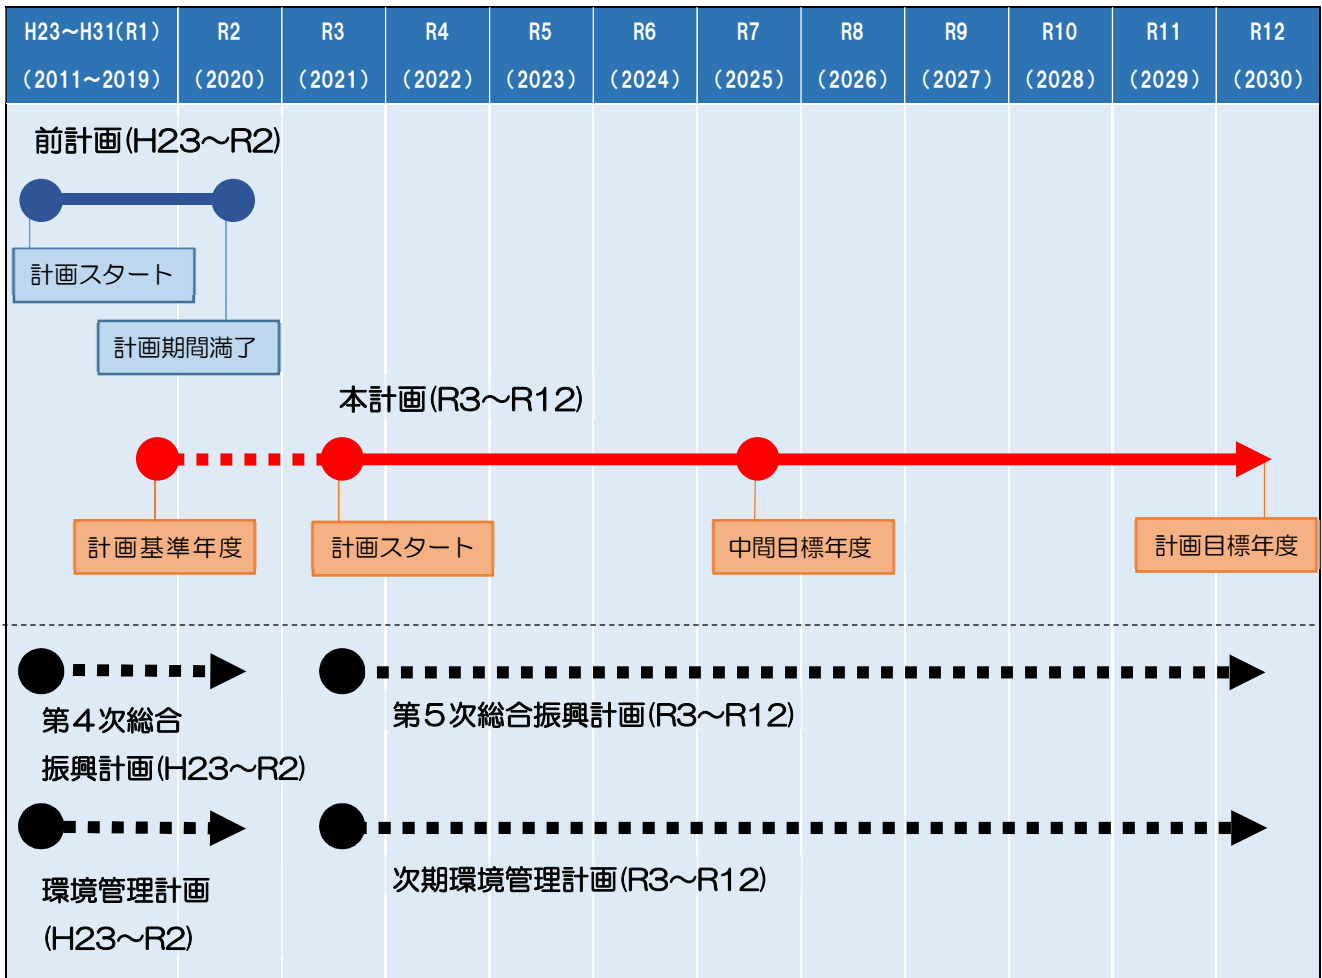 H23～H31(R1) R2 R3 R4 R5 R6 R7 R8 R9 R10 R11 R12
（2011～2019） （2020） （2021） （2022） （2023） （2024） （2025） （2026） （2027） （2028） （2029） （2030）
前計画(H23～R2)
計画スタート
計画期間満了
本計画(R3～R12)
計画基準年度
計画スタート
中間目標年度
計画目標年度
第４次総合
振興計画(H23～R2)
第５次総合振興計画(R3～R12)
環境管理計画
(H23～R2)
次期環境管理計画(R3～R12)